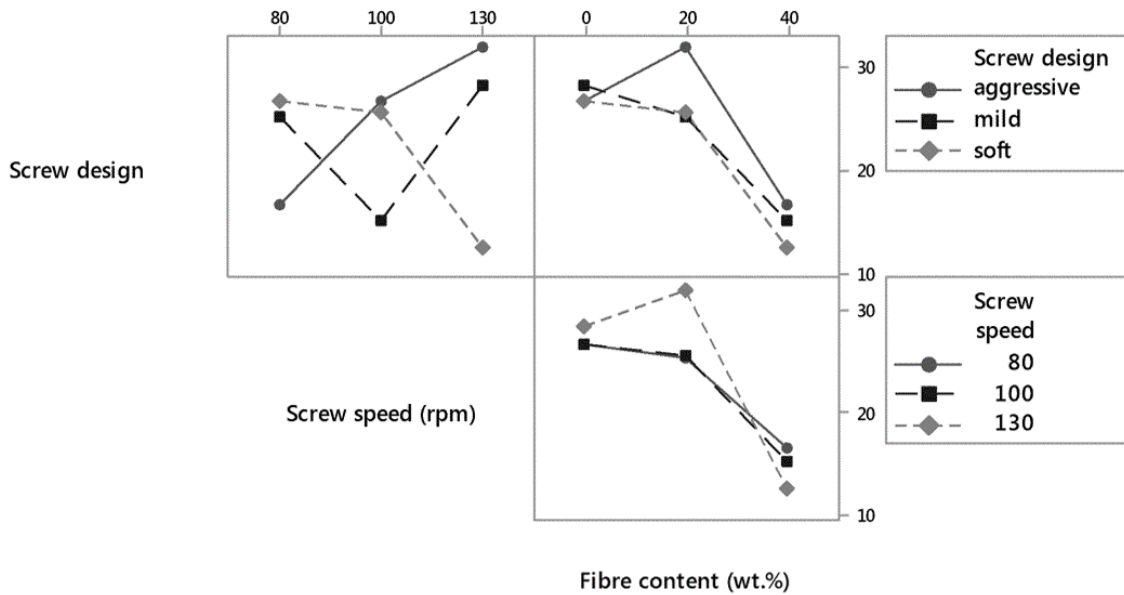 80 100 130 0 20 40
30
20
10
Screw design
Screw design
aggressive
mild
soft
30
20
10
Screw speed (rpm)
Screw
speed
80
100
130
Fibre content (wt.%)